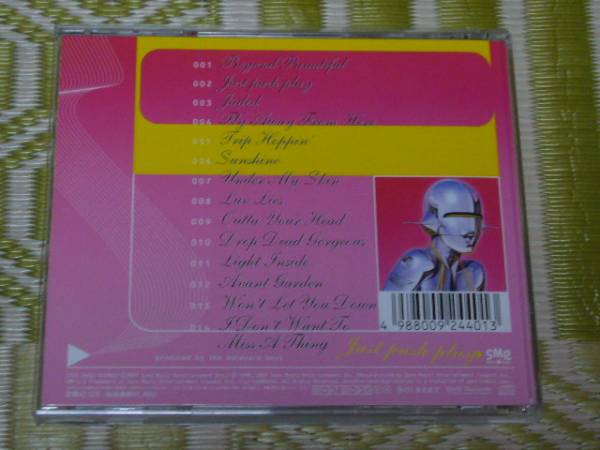 001 Beyond Beautiful
002 Just push play
003 Jaded
004 Fly Away From Here
005 Trip Hoppin'
006 Sunshine
007 Under My Skin
008 Luv Lies
009 Outta Your Head
010 Drop Dead Gorgeous
011 Light Inside
012 Avant Garden
013 Won't Let You Down
014 I Don't Want To
Miss A Thing
4 988009 244013
produced by the boneyard boys
Just push play
SME